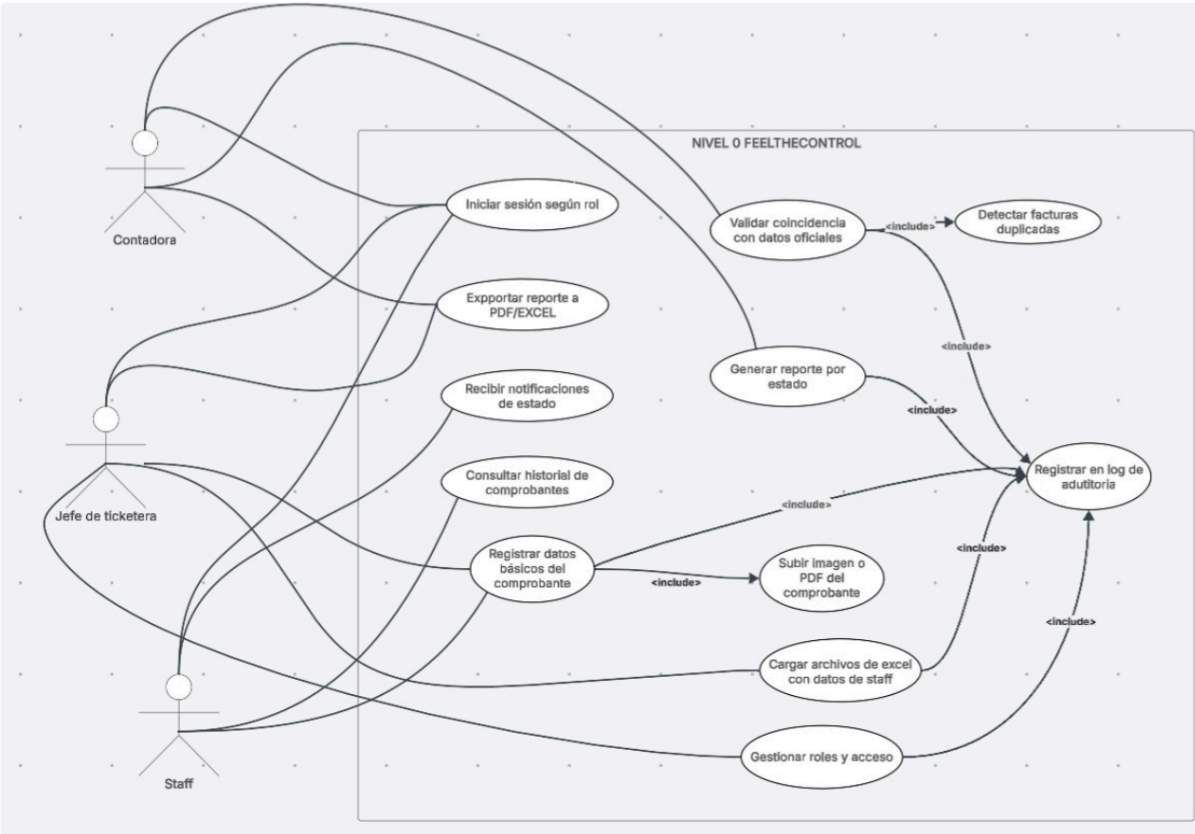 NIVEL 0 FEELTHECONTROL
Contadora
Iniciar sesión según rol
Validar coincidencia
con datos oficiales
<include>
Detectar facturas
duplicadas
Expportar reporte a
PDF/EXCEL
<include>
Generar reporte por
estado
Recibir notificaciones
de estado
<include>
Jefe de ticketera
Consultar historial de
comprobantes
Registrar en log de
adutitoria
<include>
Registrar datos
básicos del
comprobante
<include>
Subir imagen o
PDF del
comprobante
<include>
<include>
Cargar archivos de excel
con datos de staff
Gestionar roles y acceso
Staff